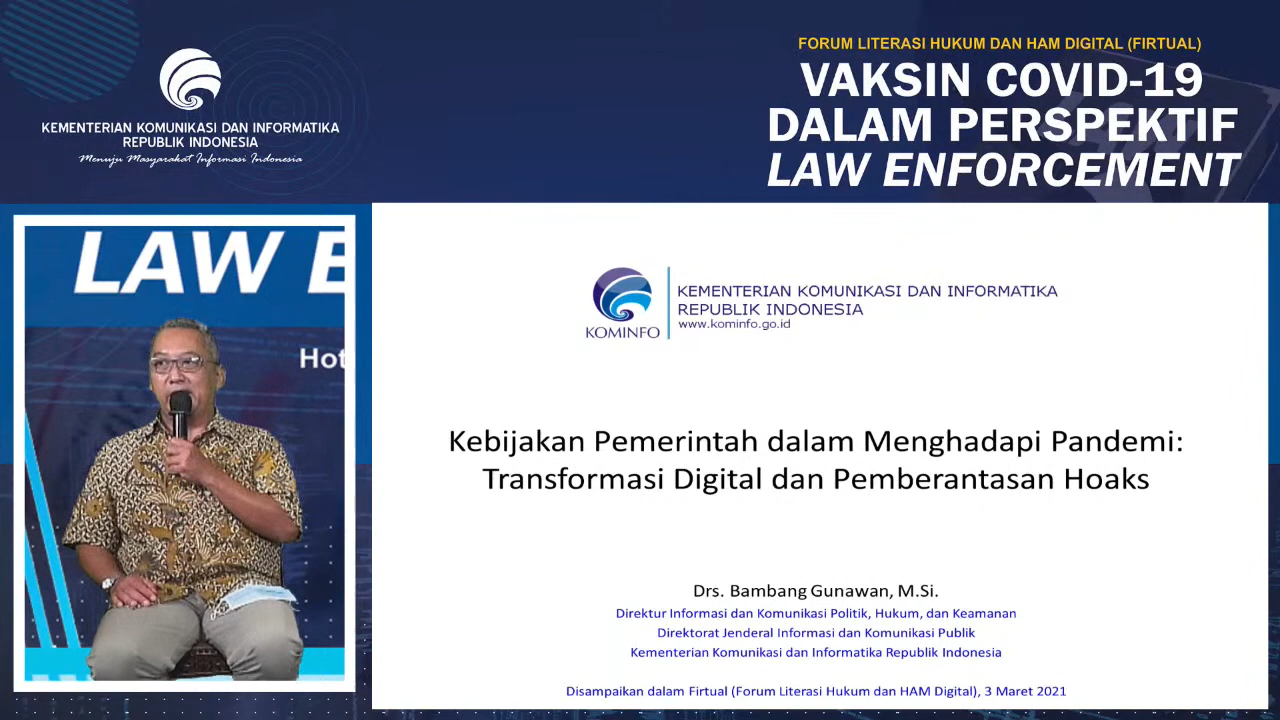 KEMENTERIAN KOMUNIKASI DAN INFORMATIKA
REPUBLIK INDONESIA
Menuju Masyarakat Informasi Indonesia
FORUM LITERASI HUKUM DAN HAM DIGITAL (FIRTUAL)
VAKSIN COVID-19
DALAM PERSPEKTIF
LAW ENFORCEMENT
LAW E
Hot
KOMINFO
KEMENTERIAN KOMUNIKASI DAN INFORMATIKA
REPUBLIK INDONESIA
www.kominfo.go.id
Kebijakan Pemerintah dalam Menghadapi Pandemi:
Transformasi Digital dan Pemberantasan Hoaks
Drs. Bambang Gunawan, M.Si.
Direktur Informasi dan Komunikasi Politik, Hukum, dan Keamanan
Direktorat Jenderal Informasi dan Komunikasi Publik
Kementerian Komunikasi dan Informatika Republik Indonesia
Disampaikan dalam Firtual (Forum Literasi Hukum dan HAM Digital), 3 Maret 2021